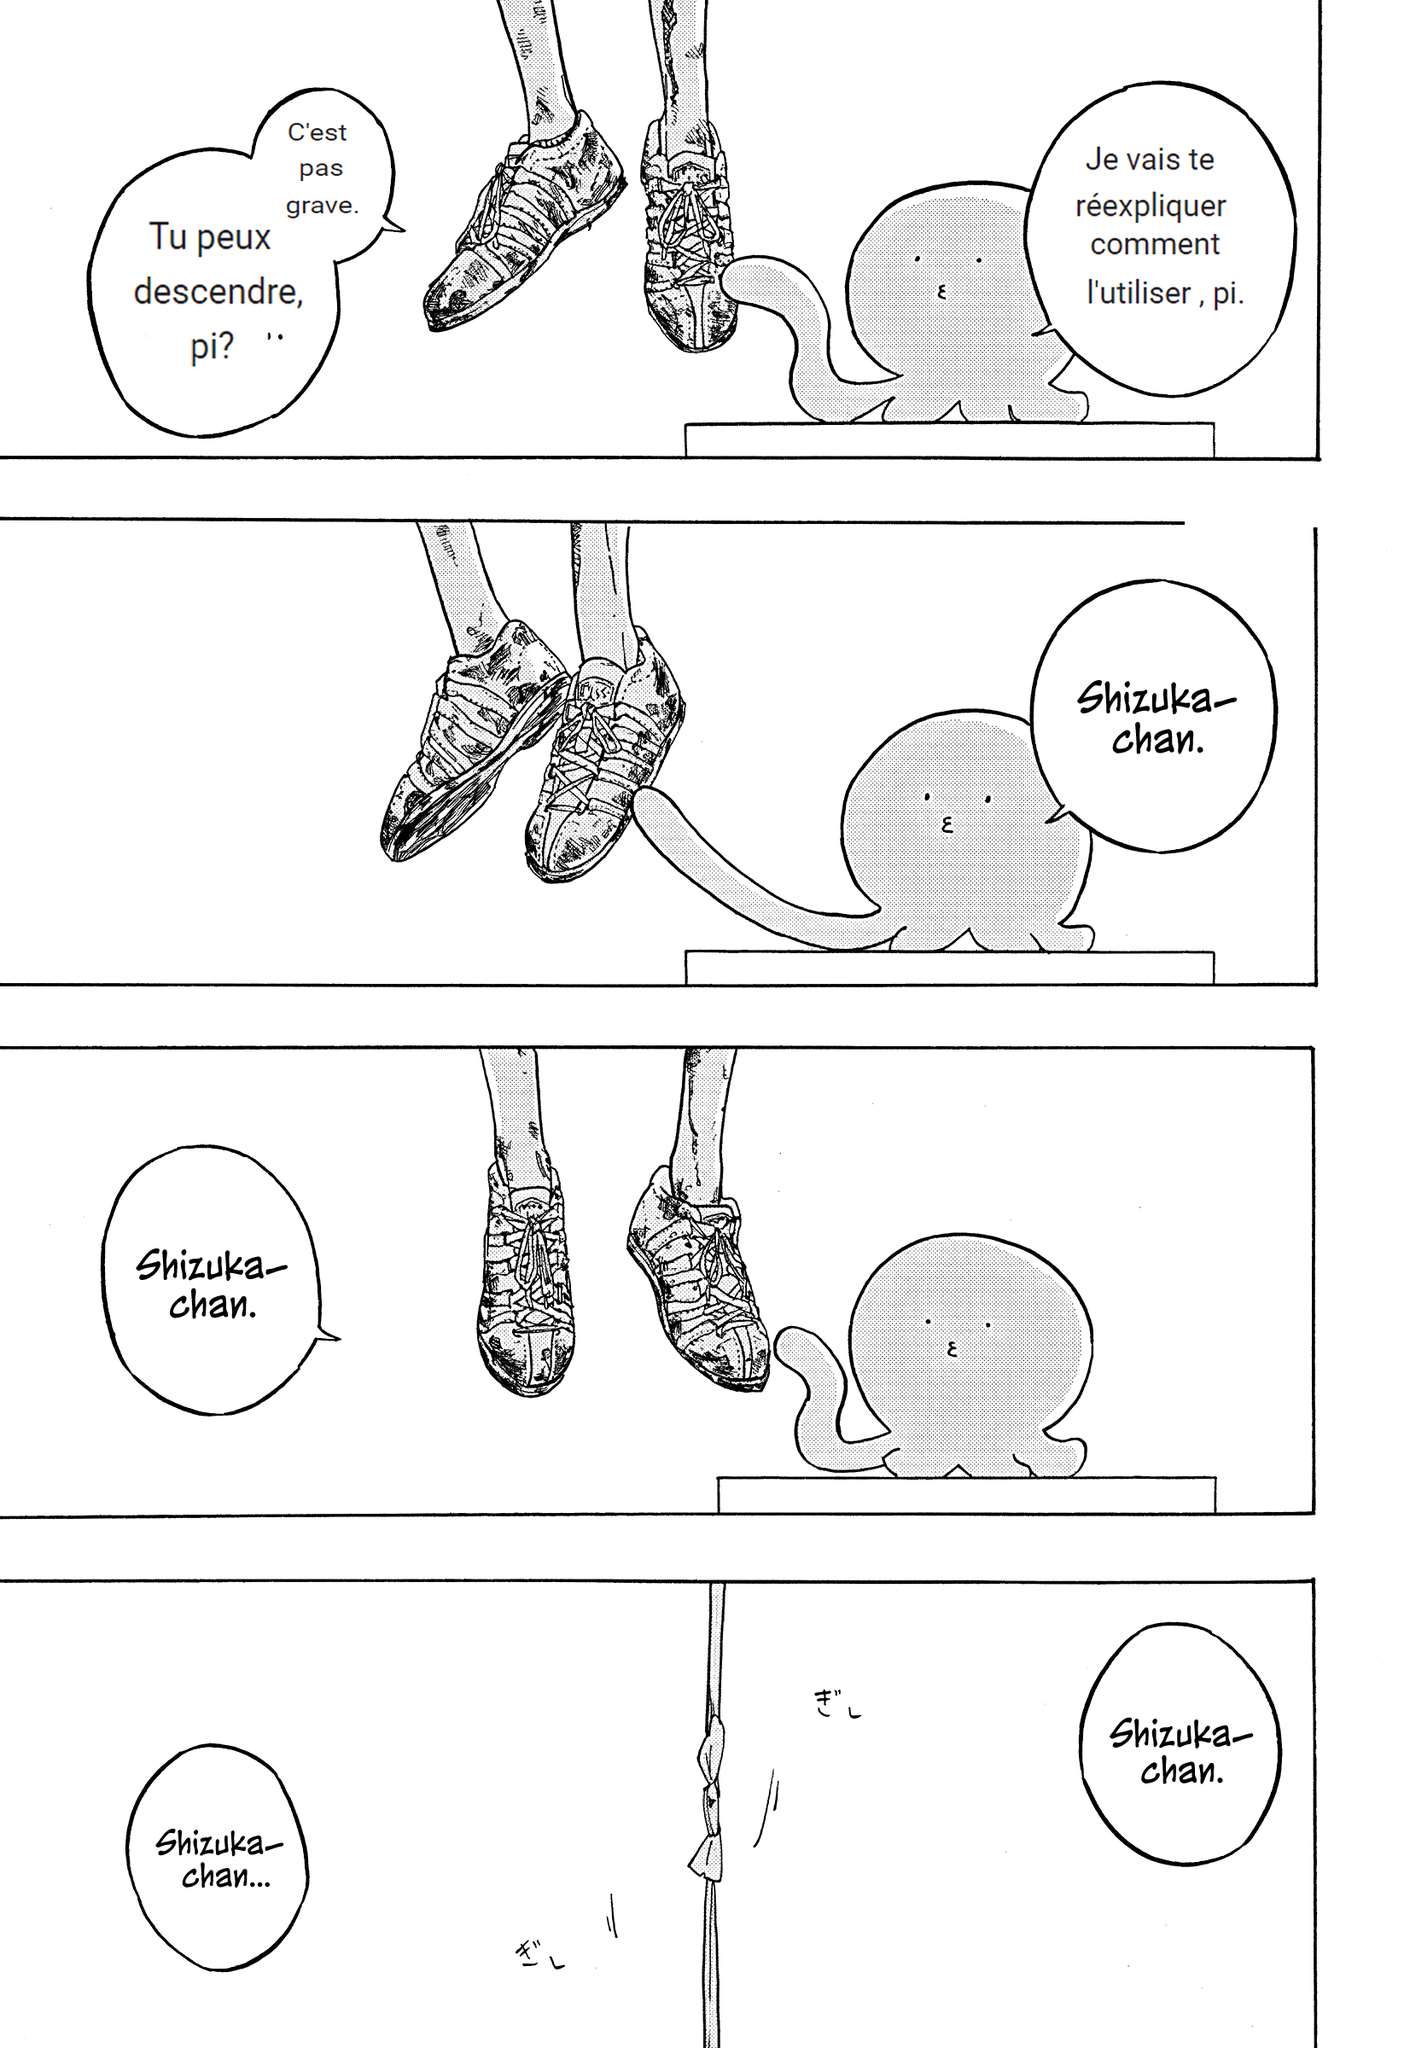 Je vais te
réexpliquer
comment
l'utiliser , pi.
C'est
pas
grave.
Tu peux
descendre,
pi?
Shizuka–
chan.
Shizuka–
chan.
Shizuka–
chan.
ぎ゙し
ぎ゙し
Shizuka–
chan...